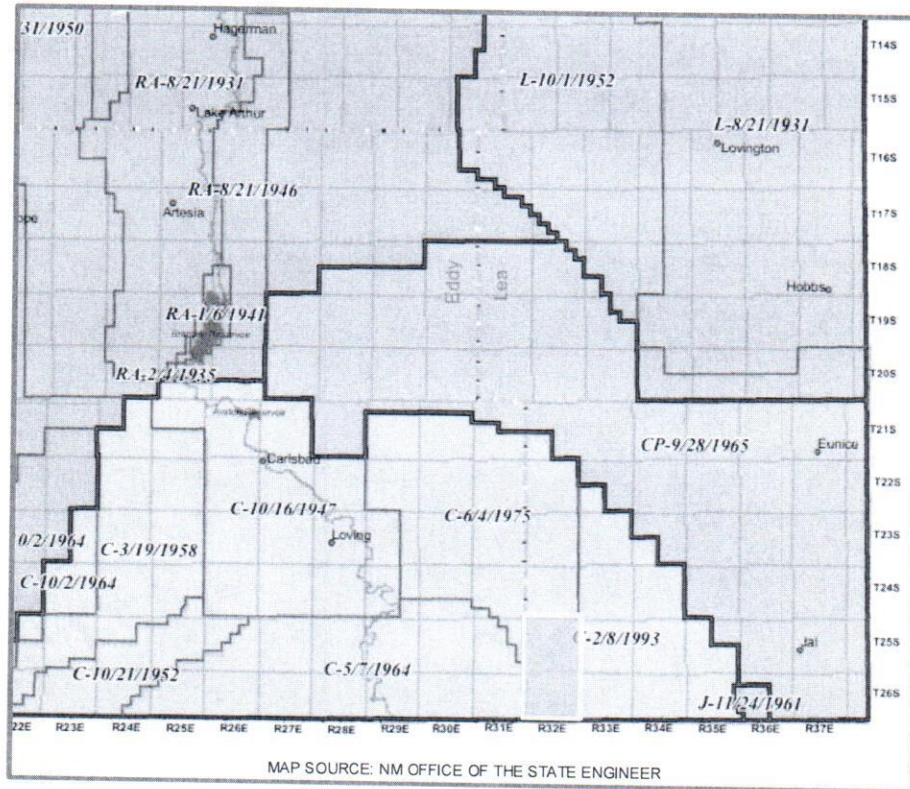 31/1950
Hagerman
T14S
RA-8/21/1931
L-10/1/1952
Lake Arthur
T15S
L-8/21/1931
Lovington
T16S
RA-8/21/1946
Artesia
T17S
Eddy
Lea
T18S
Hobbs
RA-1/6/1941
T19S
RA-2/4/1935
T20S
T21S
CP-9/28/1965
Eunice
Carlsbad
T22S
C-10/16/1947
C-6/4/1975
0/2/1964
C-3/19/1958
Loving
T23S
C-10/2/1964
T24S
C-2/8/1993
Jal
T25S
C-10/21/1952
C-5/7/1964
J-11/24/1961
T26S
22E R23E R24E R25E R26E R27E R28E R29E R30E R31E R32E R33E R34E R35E R36E R37E
MAP SOURCE: NM OFFICE OF THE STATE ENGINEER